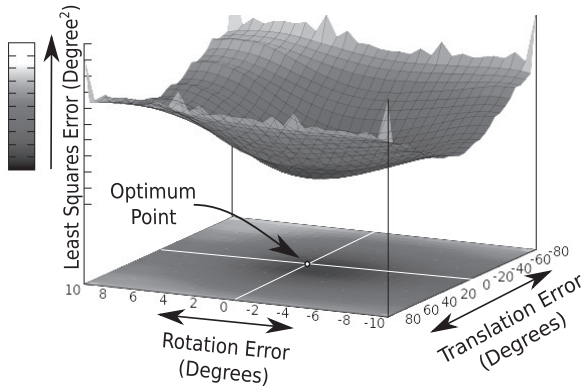 Least Squares Error (Degree²)
Optimum
Point
10 8 6 4 2 0 -2 -4 -6 -8 -10
80 60 40 20 0 -20 -40 -60 -80
Rotation Error
(Degrees)
Translation Error
(Degrees)